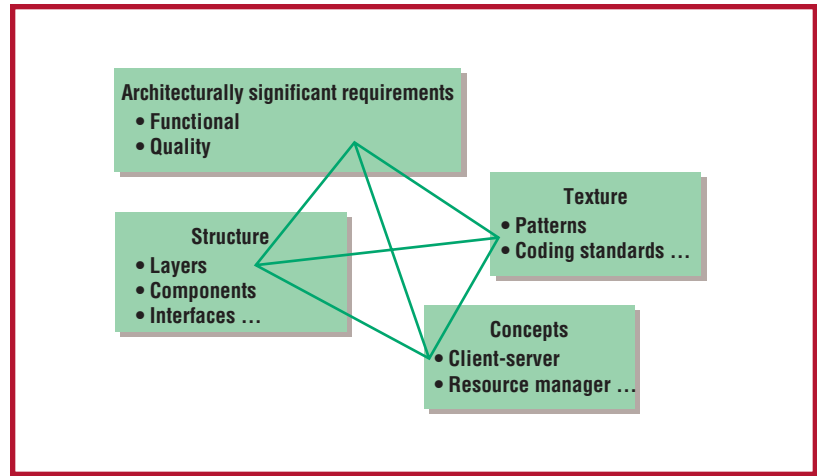 Architecturally significant requirements
• Functional
• Quality
Structure
• Layers
• Components
• Interfaces …
Texture
• Patterns
• Coding standards …
Concepts
• Client-server
• Resource manager …